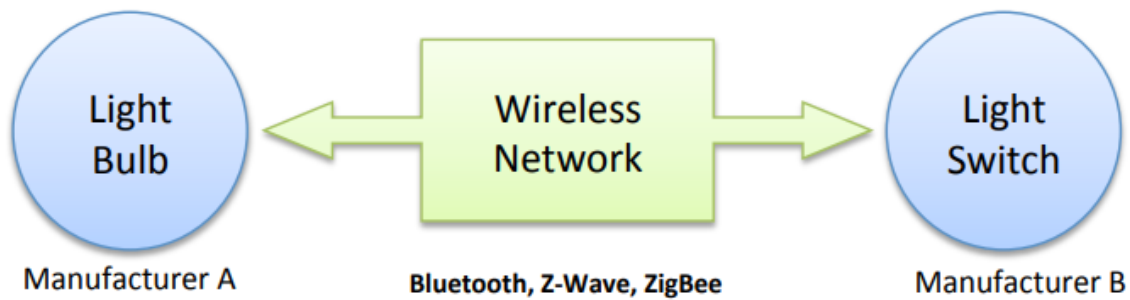 Light
Bulb
Wireless
Network
Light
Switch
Manufacturer A
Bluetooth, Z-Wave, ZigBee
Manufacturer B